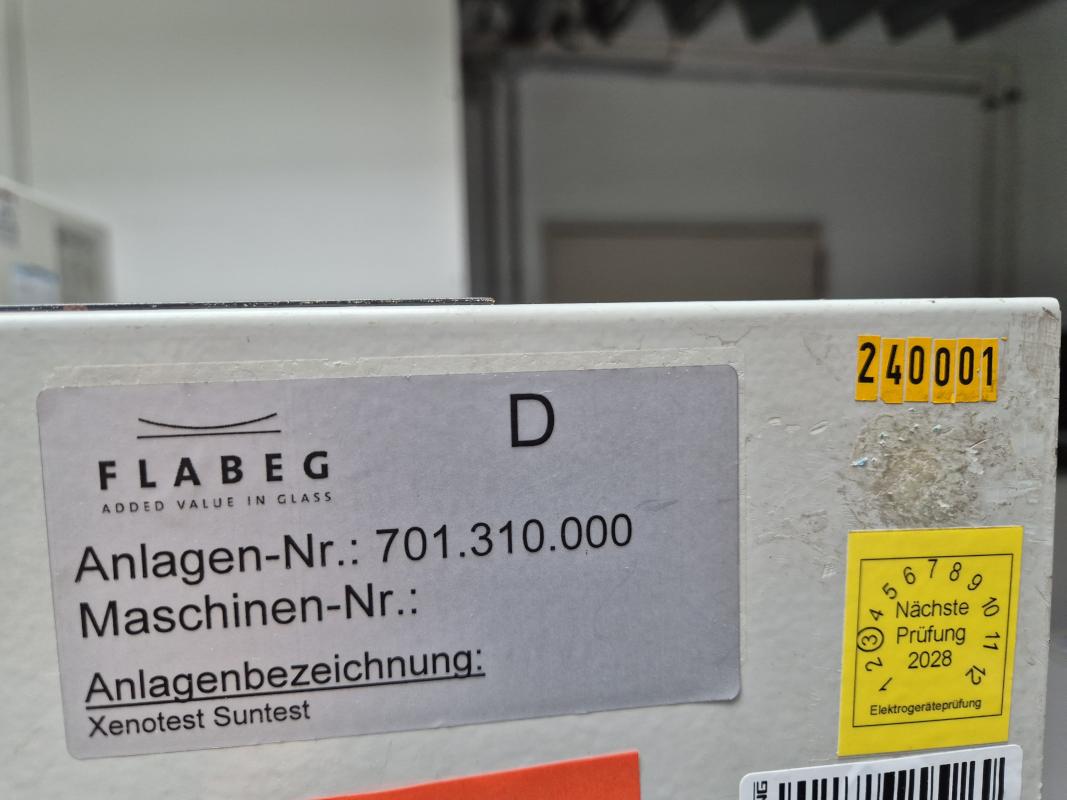 240001
D
FLABEG
ADDED VALUE IN GLASS
Anlagen-Nr.: 701.310.000
Maschinen-Nr.:
Anlagenbezeichnung:
Xenotest Suntest
1 2 3 4 5 6 7 8 9 10 11 12
Nächste
Prüfung
2028
Elektrogeräteprüfung